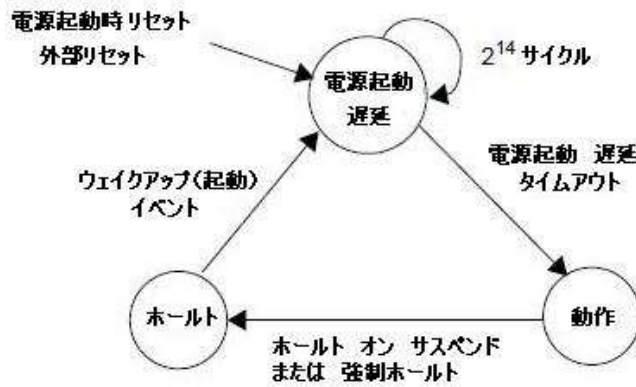 電源起動時リセット
外部リセット
電源起動
遅延
2¹⁴ サイクル
ウェイクアップ(起動)
イベント
電源起動 遅延
タイムアウト
ホールト
動作
ホールト オン サスペンド
または 強制ホールト